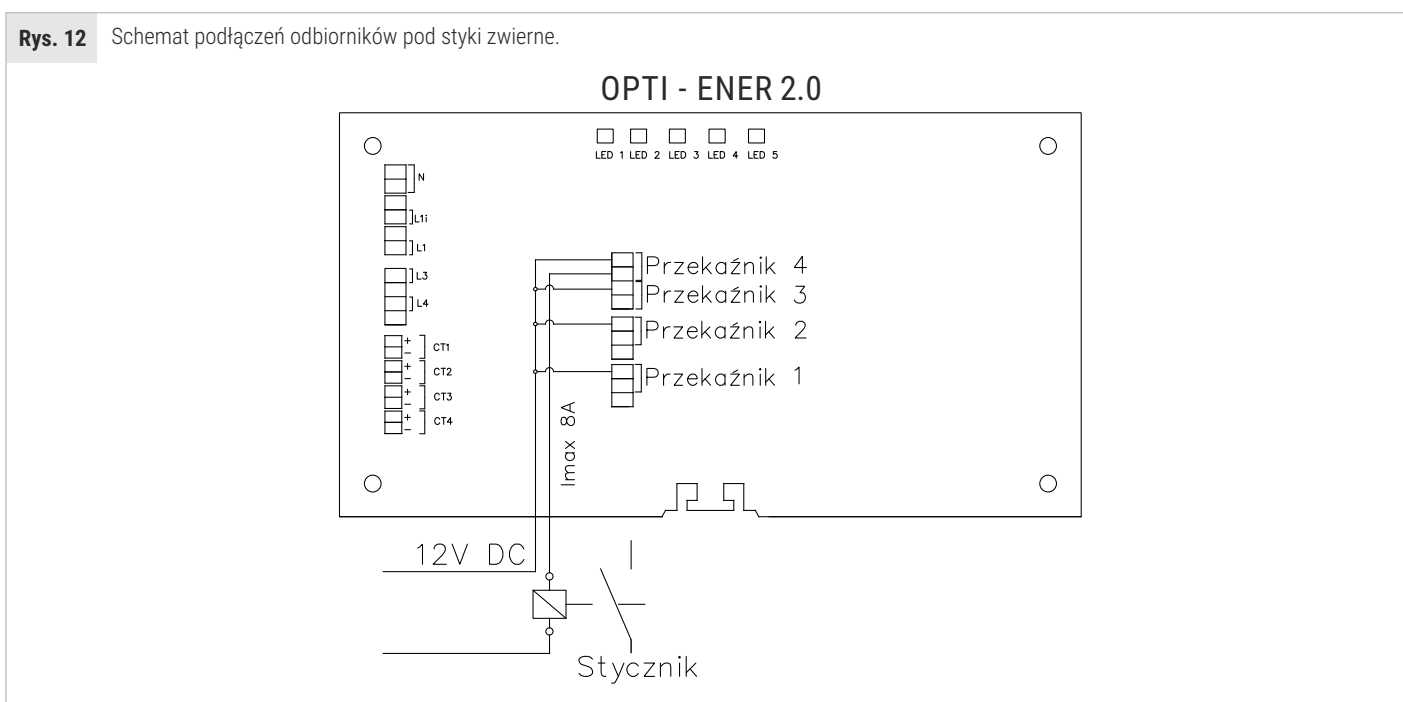 Rys. 12 Schemat podłączeń odbiorników pod styki zwierne.
OPTI - ENER 2.0
LED 1 LED 2 LED 3 LED 4 LED 5
N
L1i
L1
L3
L4
+ CT1
-
+ CT2
-
+ CT3
-
+ CT4
-
Przekaźnik 4
Przekaźnik 3
Przekaźnik 2
Przekaźnik 1
Imax 8A
12V DC
Stycznik